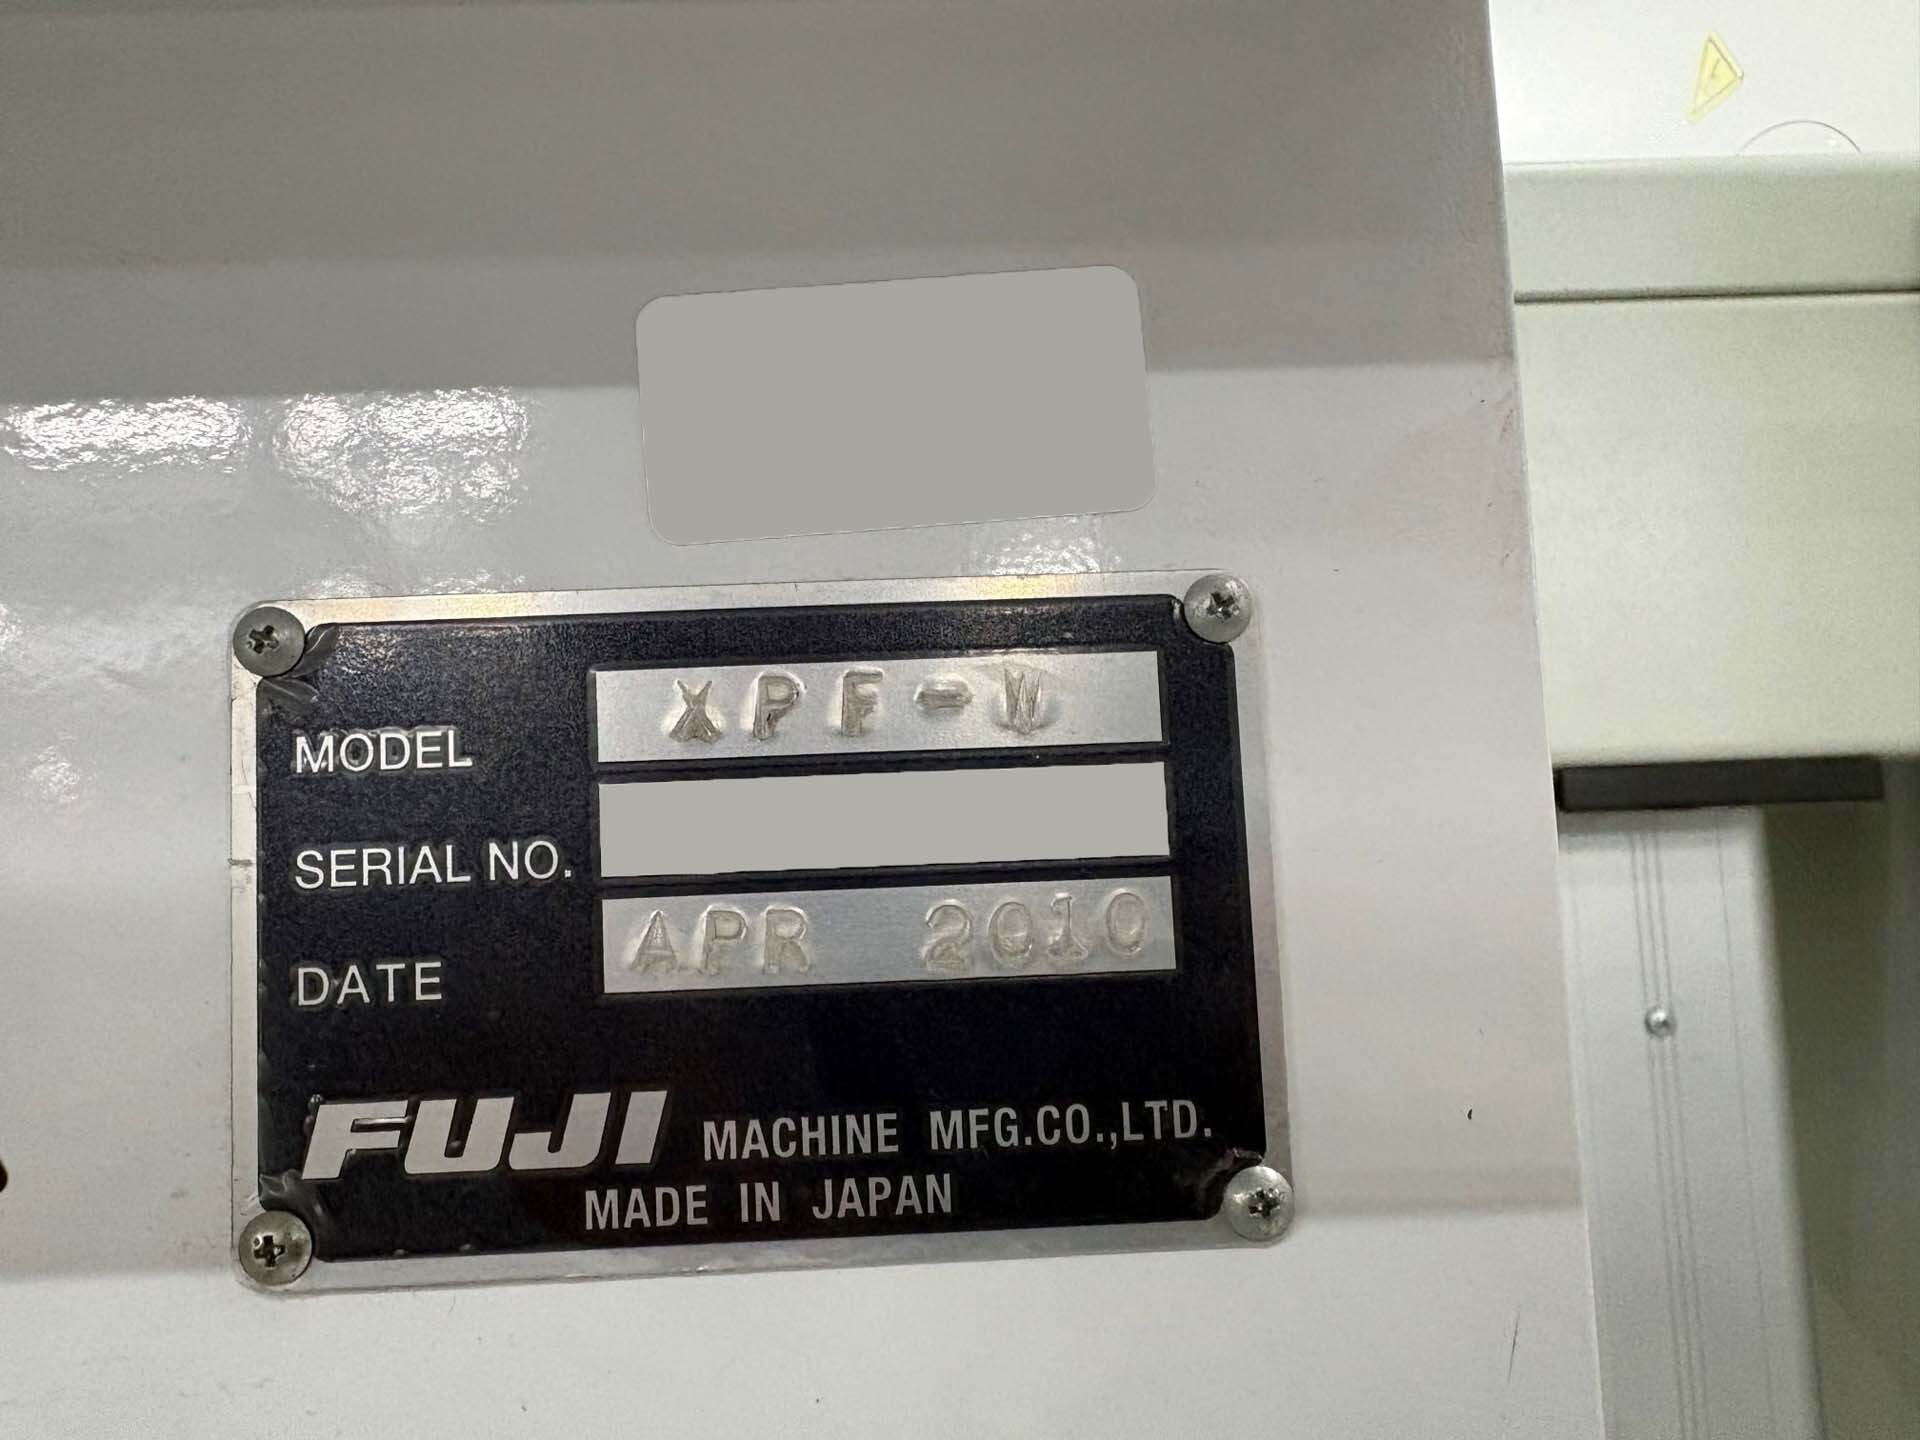 MODEL XPF-W
SERIAL NO.
DATE APR 2010
FUJI MACHINE MFG.CO.,LTD.
MADE IN JAPAN